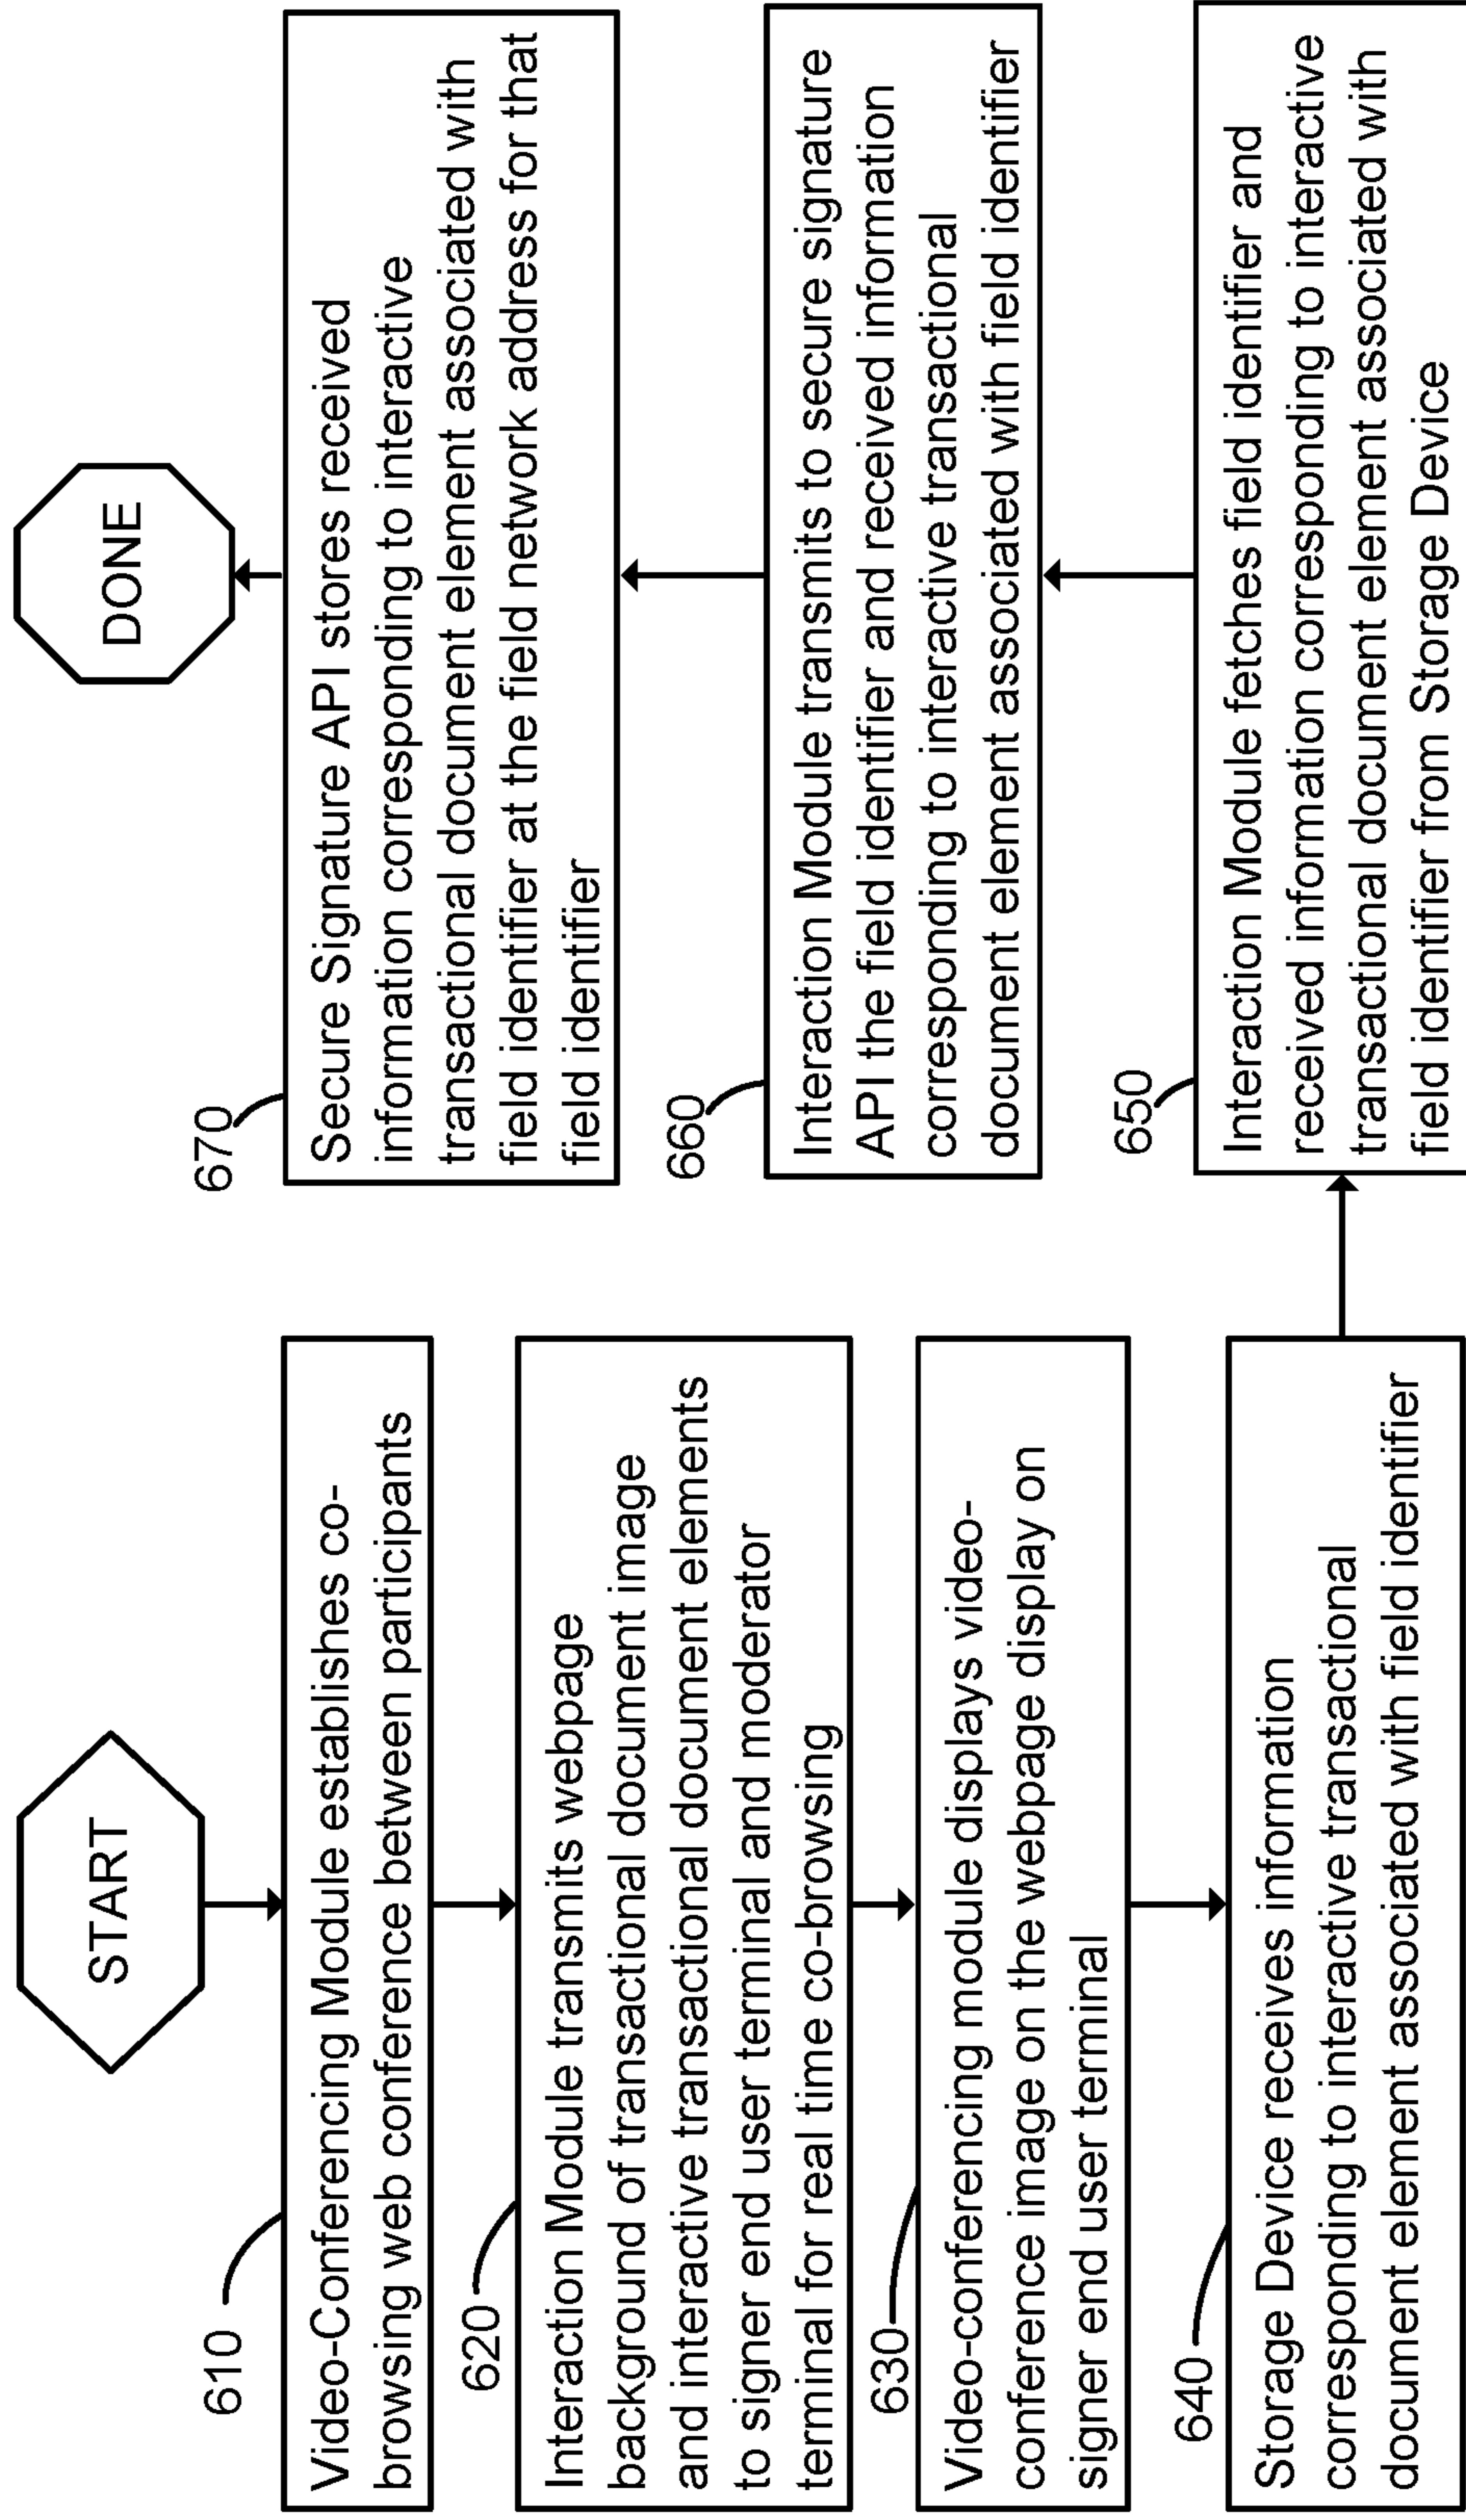 START
610
Video-Conferencing Module establishes co-
browsing web conference between participants
620
Interaction Module transmits webpage
background of transactional document image
and interactive transactional document elements
to signer end user terminal and moderator
terminal for real time co-browsing
630
Video-conferencing module displays video-
conference image on the webpage display on
signer end user terminal
640
Storage Device receives information
corresponding to interactive transactional
document element associated with field identifier
650
Interaction Module fetches field identifier and
received information corresponding to interactive
transactional document element associated with
field identifier from Storage Device
660
Interaction Module transmits to secure signature
API the field identifier and received information
corresponding to interactive transactional
document element associated with field identifier
670
Secure Signature API stores received
information corresponding to interactive
transactional document element associated with
field identifier at the field network address for that
field identifier
DONE